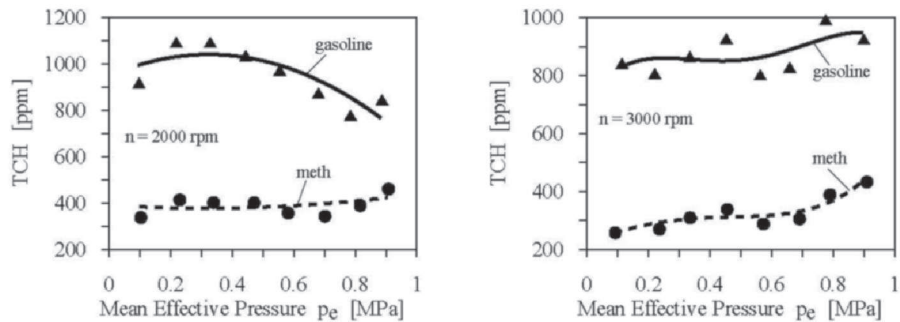 1200
1000
800
600
400
200
TCH [ppm]
gasoline
n = 2000 rpm
meth
0 0.2 0.4 0.6 0.8 1
Mean Effective Pressure pe [MPa]
1000
800
600
400
200
TCH [ppm]
gasoline
n = 3000 rpm
meth
0 0.2 0.4 0.6 0.8 1
Mean Effective Pressure pe [MPa]